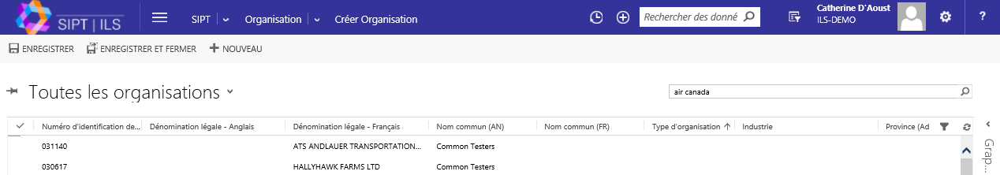 SIPT | ILS SIPT Organisation Créer Organisation Rechercher des donné Catherine D'Aoust
ILS-DEMO ?
ENREGISTRER ENREGISTRER ET FERMER NOUVEAU
Toutes les organisations air canada
Numéro d'identification de... Dénomination légale - Anglais Dénomination légale - Français Nom commun (AN) Nom commun (FR) Type d'organisation Industrie Province (Ad
031140 ATS ANDLAUER TRANSPORTATION... Common Testers
030617 HALLYHAWK FARMS LTD Common Testers
Grap...